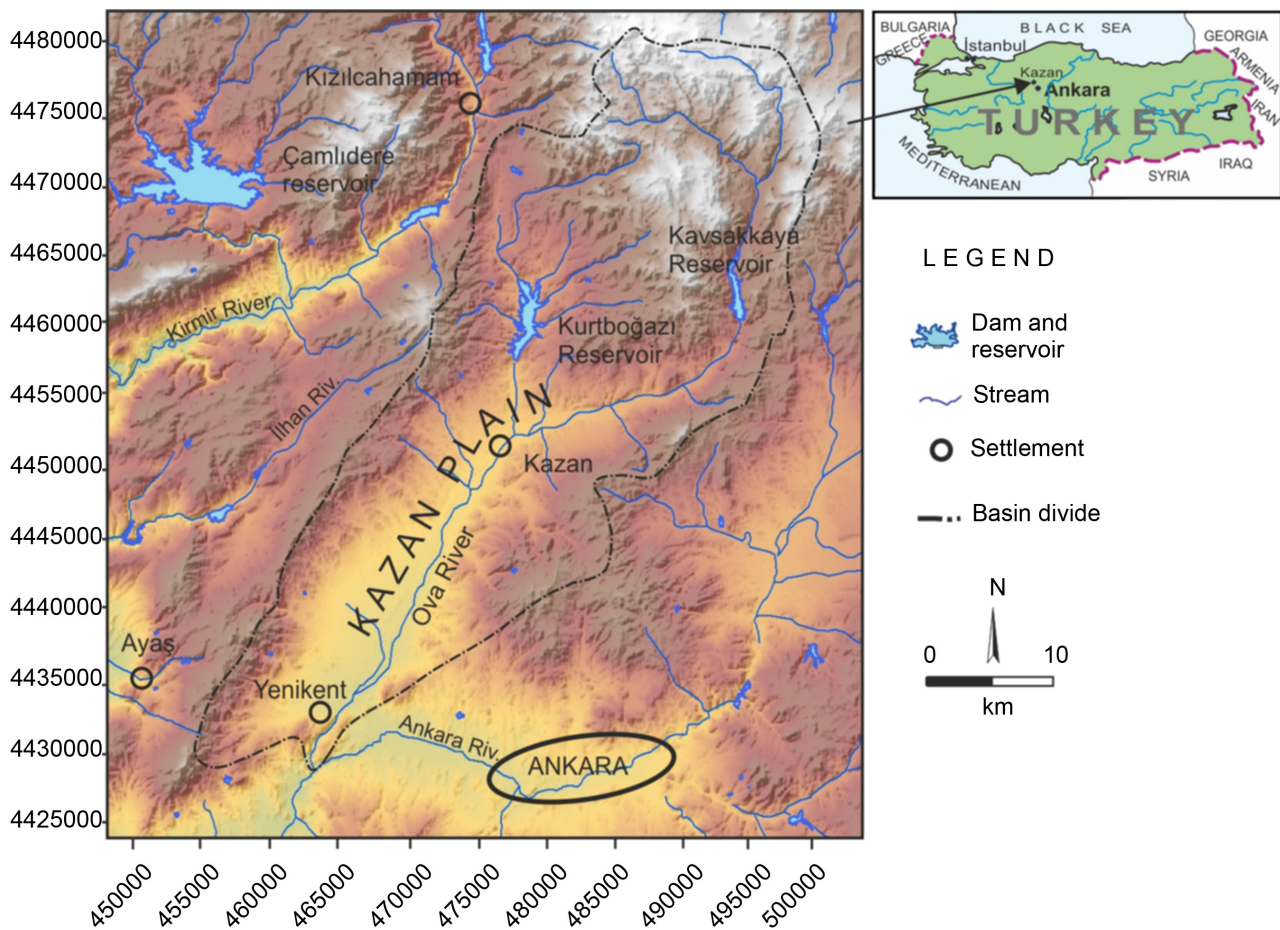 4480000
4475000
4470000
4465000
4460000
4455000
4450000
4445000
4440000
4435000
4430000
4425000
450000
455000
460000
465000
470000
475000
480000
485000
490000
495000
500000
Kızılcahamam
Çamlıdere
reservoir
Kavsakkaya
Reservoir
Kirmir River
Kurtboğazı
Reservoir
Ilhan Riv.
KAZAN PLAIN
Kazan
Ova River
Ayaş
Yenikent
Ankara Riv.
ANKARA
BULGARIA
GREECE
BLACK SEA
GEORGIA
ARMENIA
IRAN
İstanbul
Kazan
Ankara
TURKEY
MEDITERRANEAN
SYRIA
IRAQ
LEGEND
Dam and
reservoir
Stream
Settlement
Basin divide
N
0 10
km